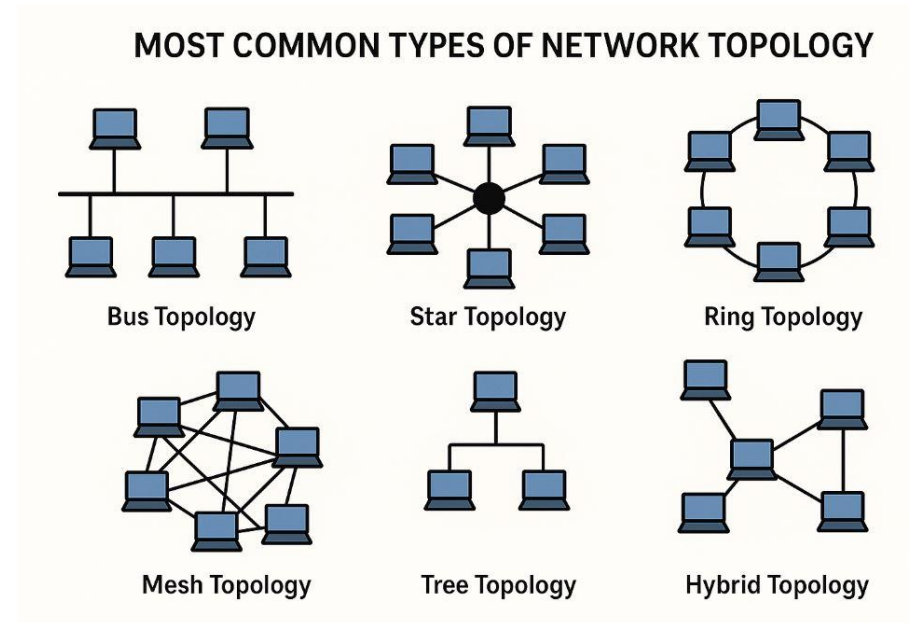 MOST COMMON TYPES OF NETWORK TOPOLOGY
Bus Topology
Star Topology
Ring Topology
Mesh Topology
Tree Topology
Hybrid Topology